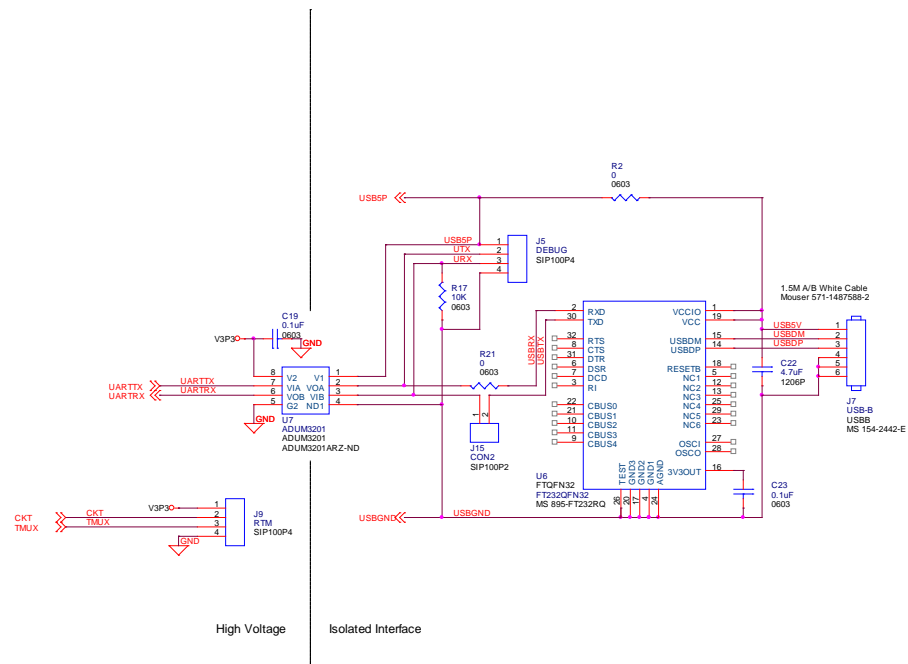 R2
0
0603
USB5P
USB5P
UTX
URX
1
2
3
4
J5
DEBUG
SIP100P4
R17
10K
0603
1.5M A/B White Cable
Mouser 571-1487588-2
C19
0.1uF
0603
V3P3
GND
R21
0
0603
USBRX
USBTX
2
30
32
8
31
6
7
3
22
21
10
11
9
RXD
TXD
RTS
CTS
DTR
DSR
DCD
RI
CBUS0
CBUS1
CBUS2
CBUS3
CBUS4
VCCIO
VCC
USBDM
USBDP
RESETB
NC1
NC2
NC3
NC4
NC5
NC6
OSCI
OSCO
3V3OUT
1
19
15
14
18
5
12
13
25
29
23
27
28
16
TEST
GND3
GND2
GND1
AGND
26
20
17
4
24
U6
FTQFN32
FT232QFN32
MS 895-FT232RQ
USB5V
USBDM
USBDP
1
2
3
4
5
6
J7
USB-B
USBB
MS 154-2442-E
C22
4.7uF
1206P
C23
0.1uF
0603
UARTTX
UARTRX
UARTTX
UARTRX
8
7
6
5
V2
VIA
VOB
G2
V1
VOA
VIB
ND1
1
2
3
4
GND
U7
ADUM3201
ADUM3201
ADUM3201ARZ-ND
1
2
J15
CON2
SIP100P2
USBGND
USBGND
V3P3
CKT
TMUX
CKT
TMUX
GND
1
2
3
4
J9
RTM
SIP100P4
High Voltage
Isolated Interface